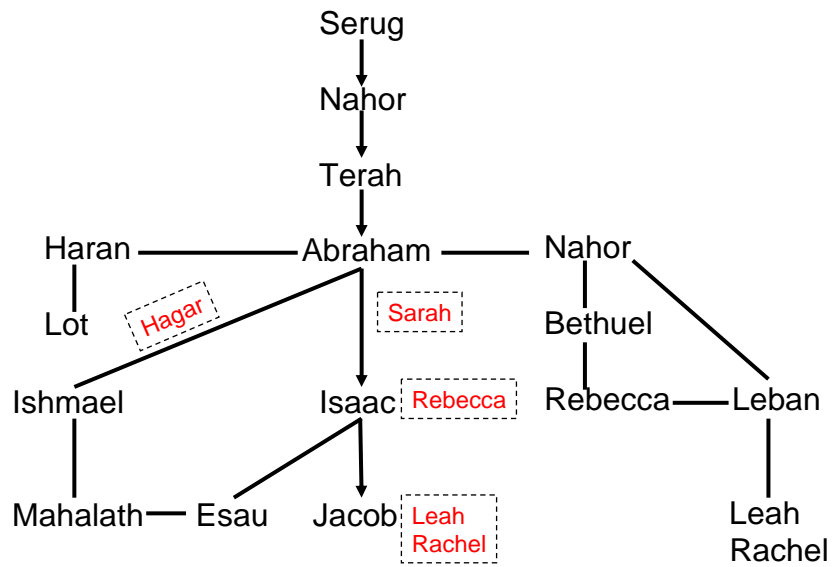 Serug
Nahor
Terah
Haran
Abraham
Nahor
Lot
Hagar
Sarah
Bethuel
Ishmael
Isaac
Rebecca
Rebecca
Leban
Mahalath
Esau
Jacob
Leah
Rachel
Leah
Rachel